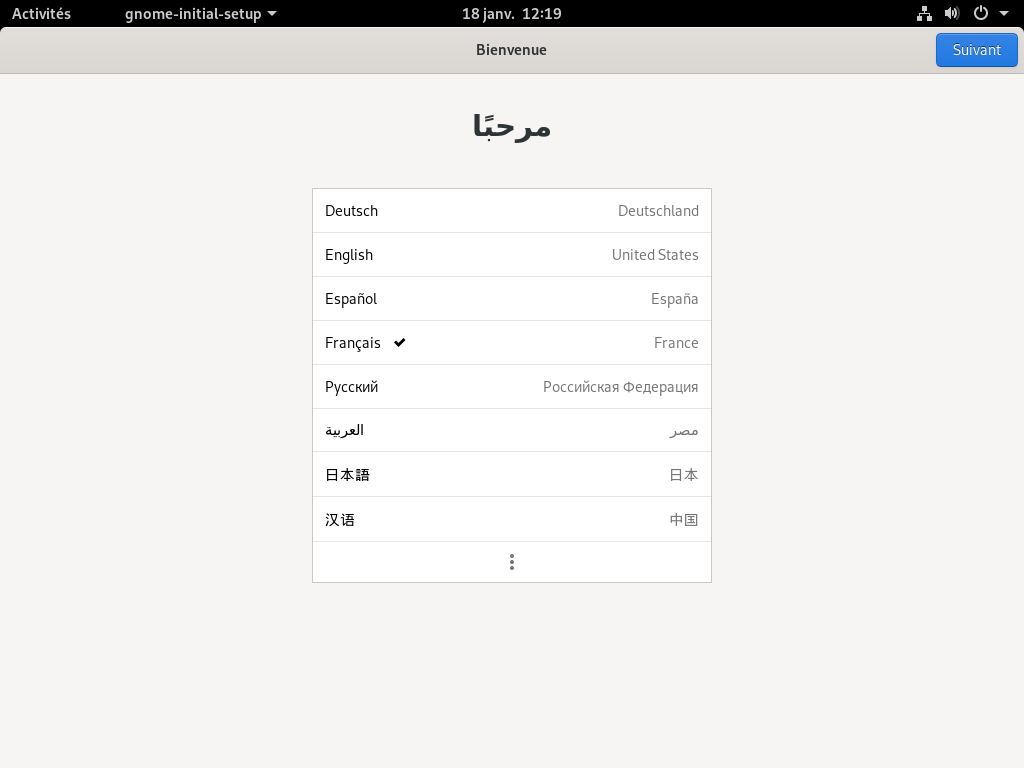 Activités gnome-initial-setup 18 janv. 12:19
Bienvenue Suivant
مرحبًا
Deutsch Deutschland
English United States
Español España
Français France
Русский Российская Федерация
العربية مصر
日本語 日本
汉语 中国